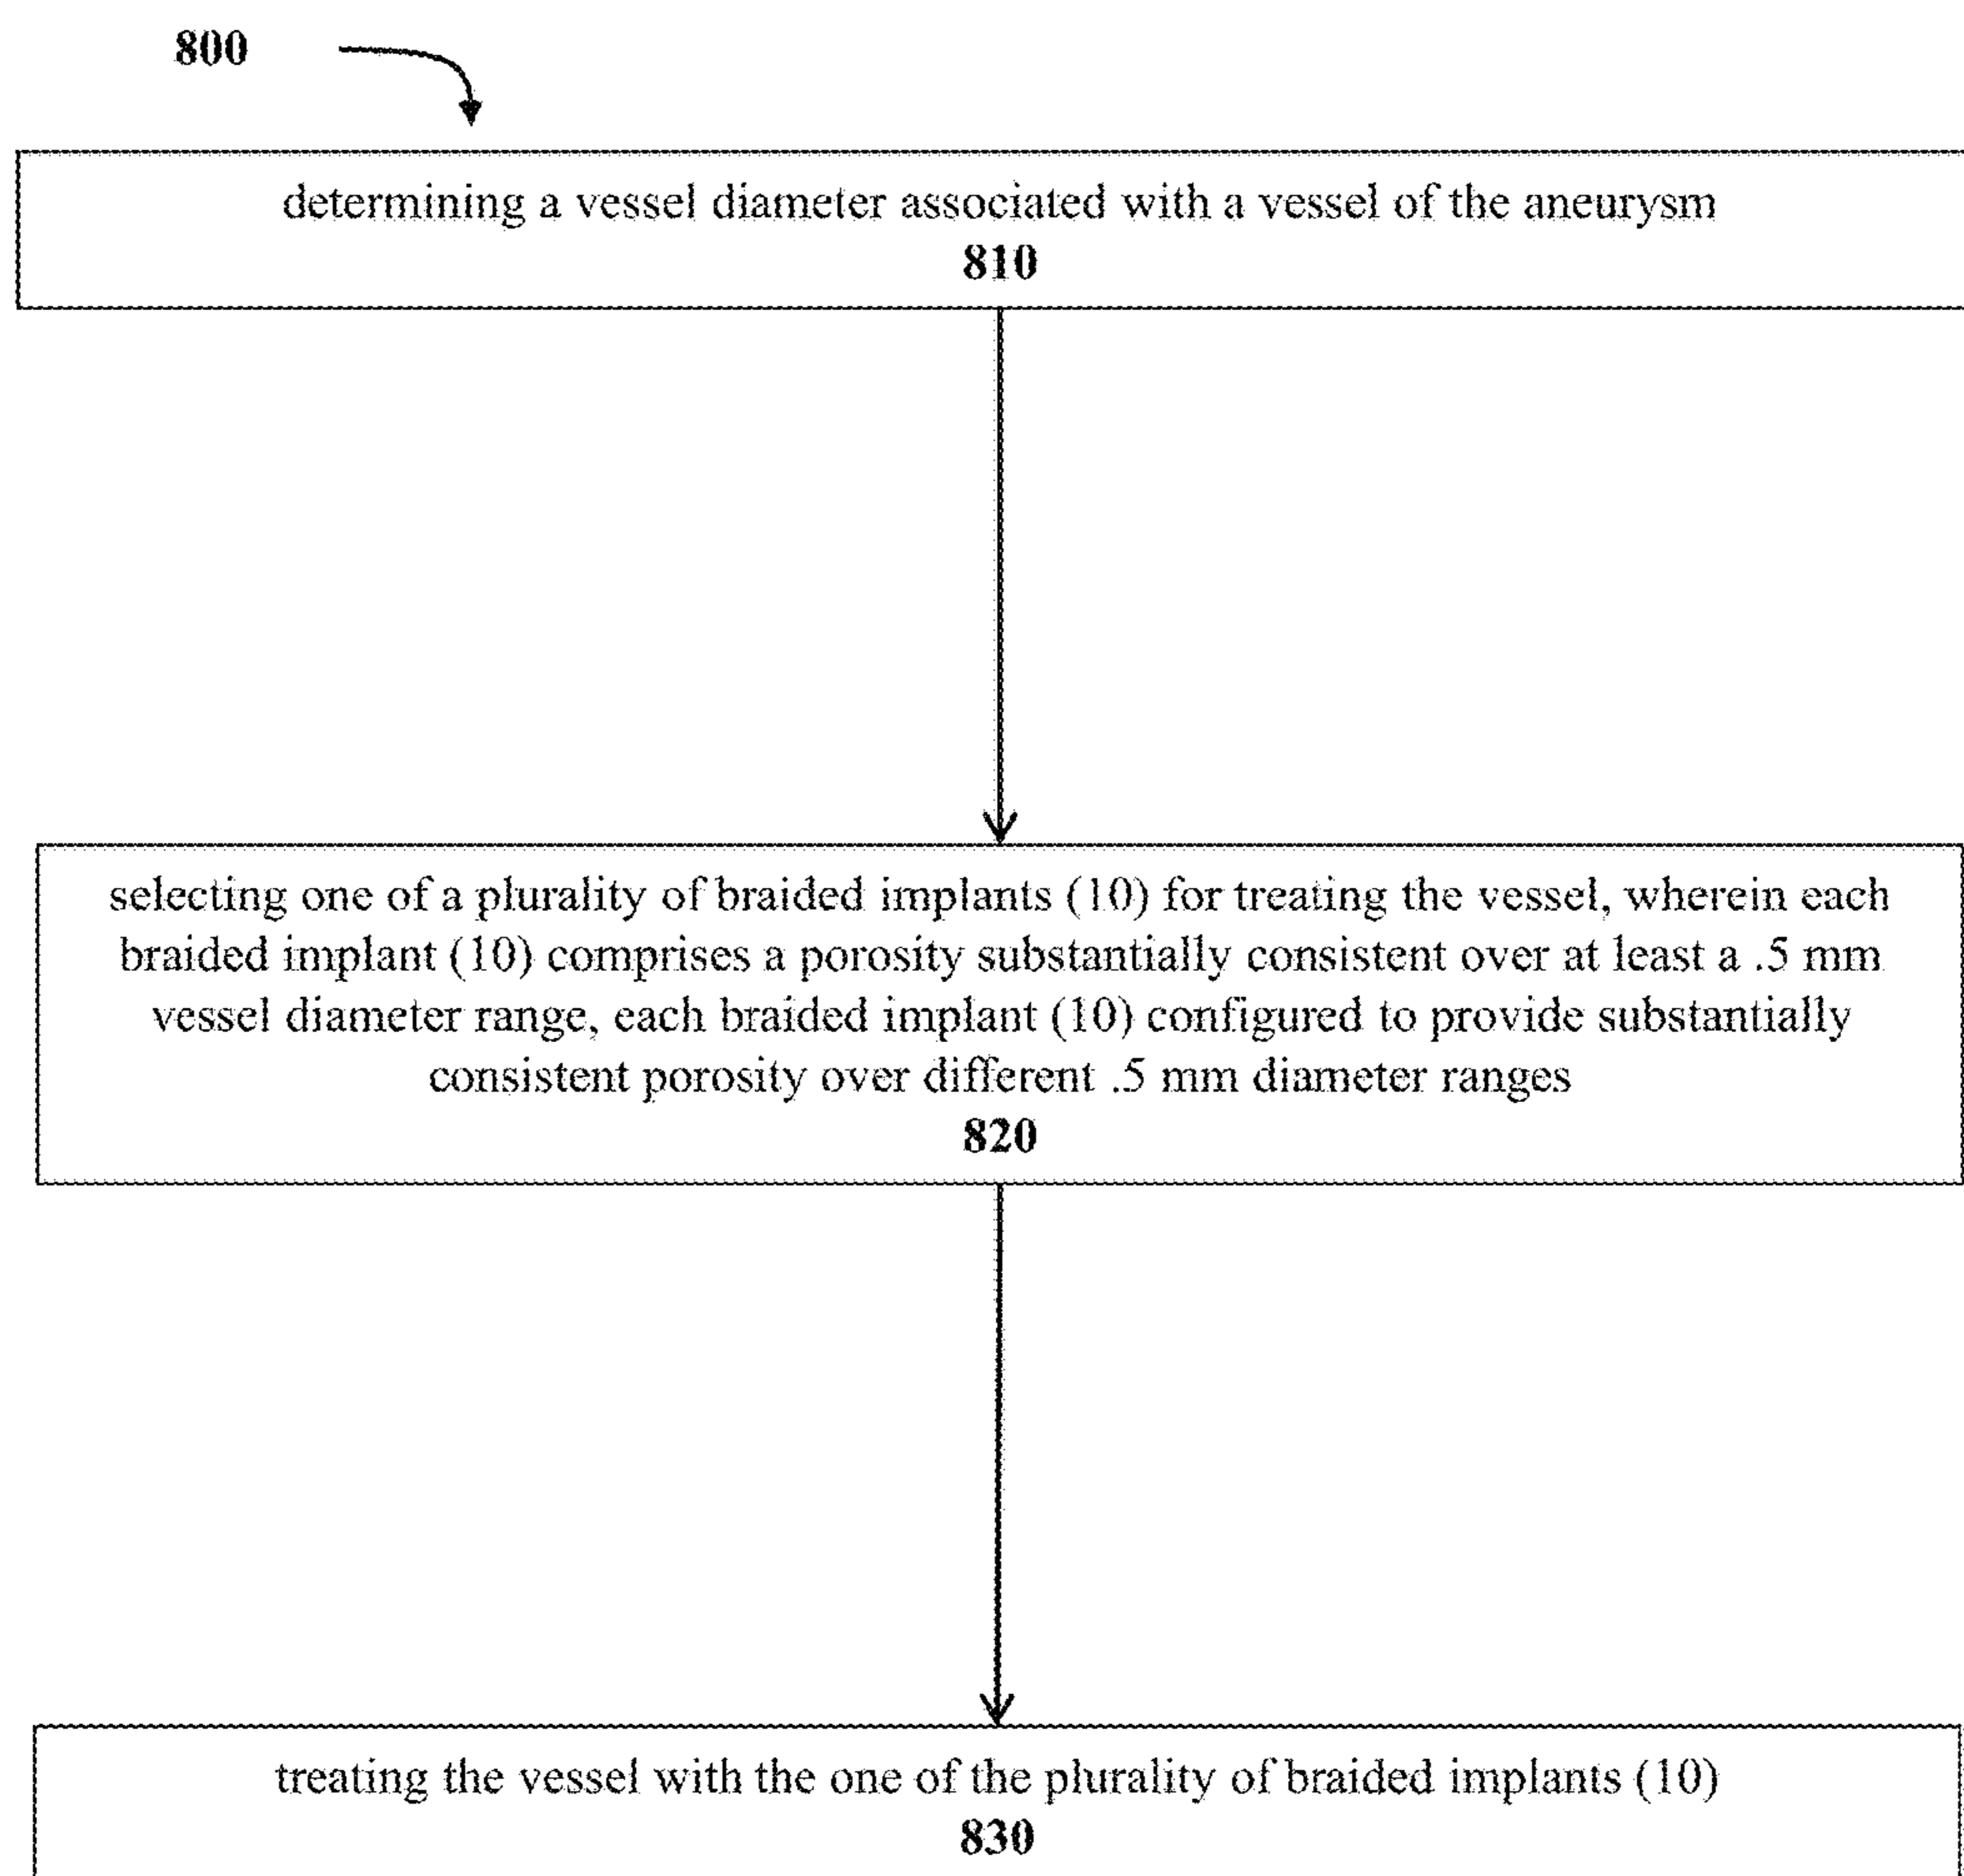 800
determining a vessel diameter associated with a vessel of the aneurysm
810
selecting one of a plurality of braided implants (10) for treating the vessel, wherein each
braided implant (10) comprises a porosity substantially consistent over at least a .5 mm
vessel diameter range, each braided implant (10) configured to provide substantially
consistent porosity over different .5 mm diameter ranges
820
treating the vessel with the one of the plurality of braided implants (10)
830